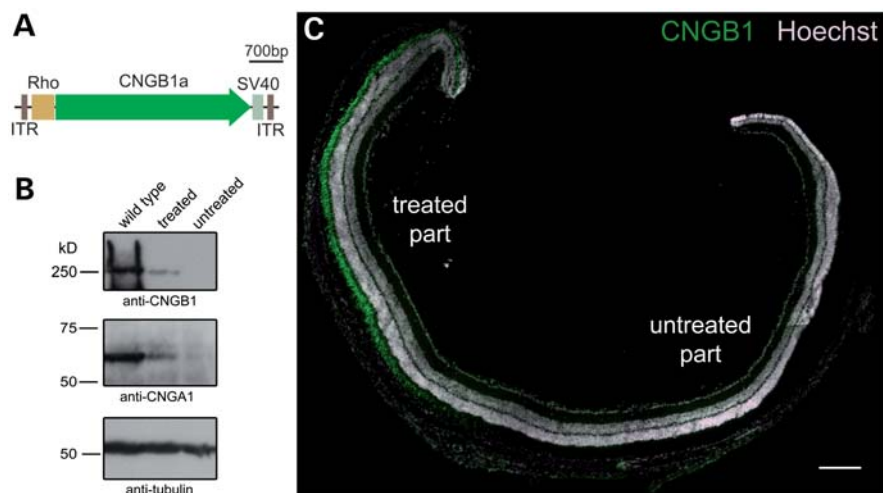 A
700bp
Rho CNGB1a SV40
ITR ITR
B
wild type treated untreated
kD
250
anti-CNGB1
75
50
anti-CNGA1
50
anti-tubulin
C
CNGB1 Hoechst
treated
part
untreated
part